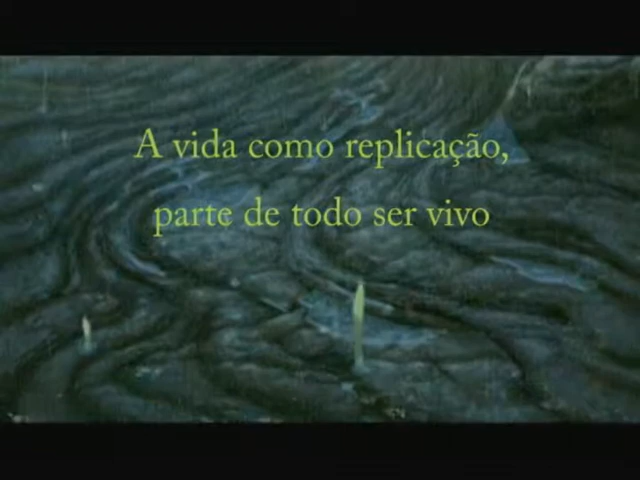 A vida como replicação,
parte de todo ser vivo